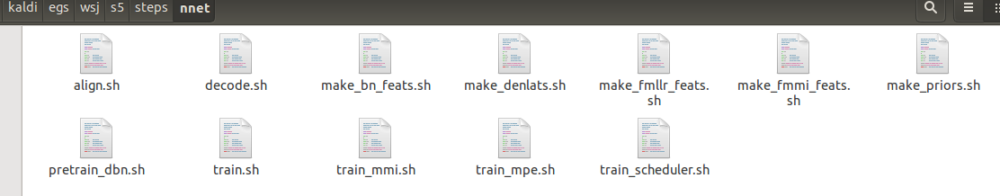 kaldi egs wsj s5 steps nnet
align.sh decode.sh make_bn_feats.sh make_denlats.sh make_fmllr_feats.sh make_fmmi_feats.sh make_priors.sh
pretrain_dbn.sh train.sh train_mmi.sh train_mpe.sh train_scheduler.sh